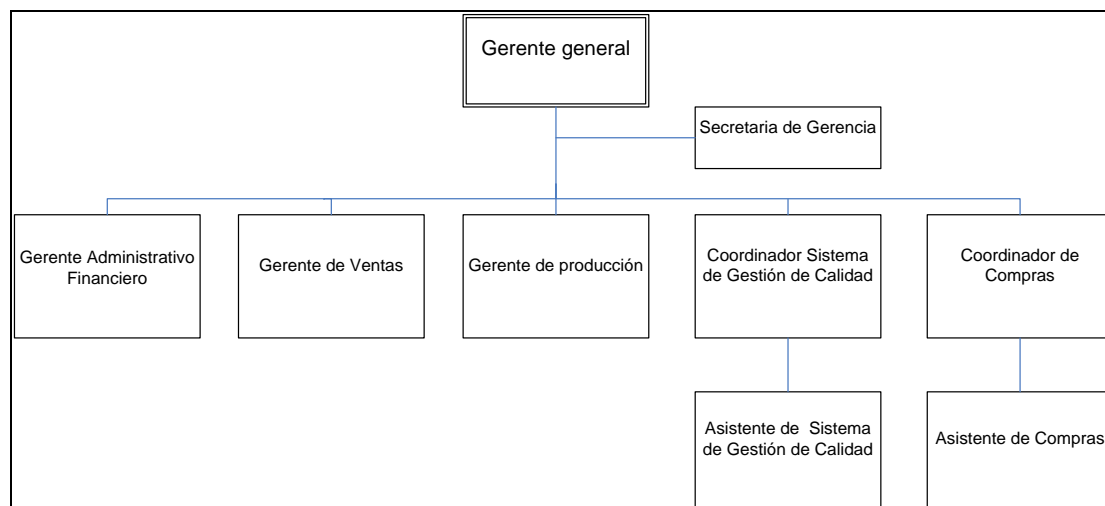 Gerente general
Secretaria de Gerencia
Gerente Administrativo
Financiero
Gerente de Ventas
Gerente de producción
Coordinador Sistema
de Gestión de Calidad
Coordinador de
Compras
Asistente de Sistema
de Gestión de Calidad
Asistente de Compras